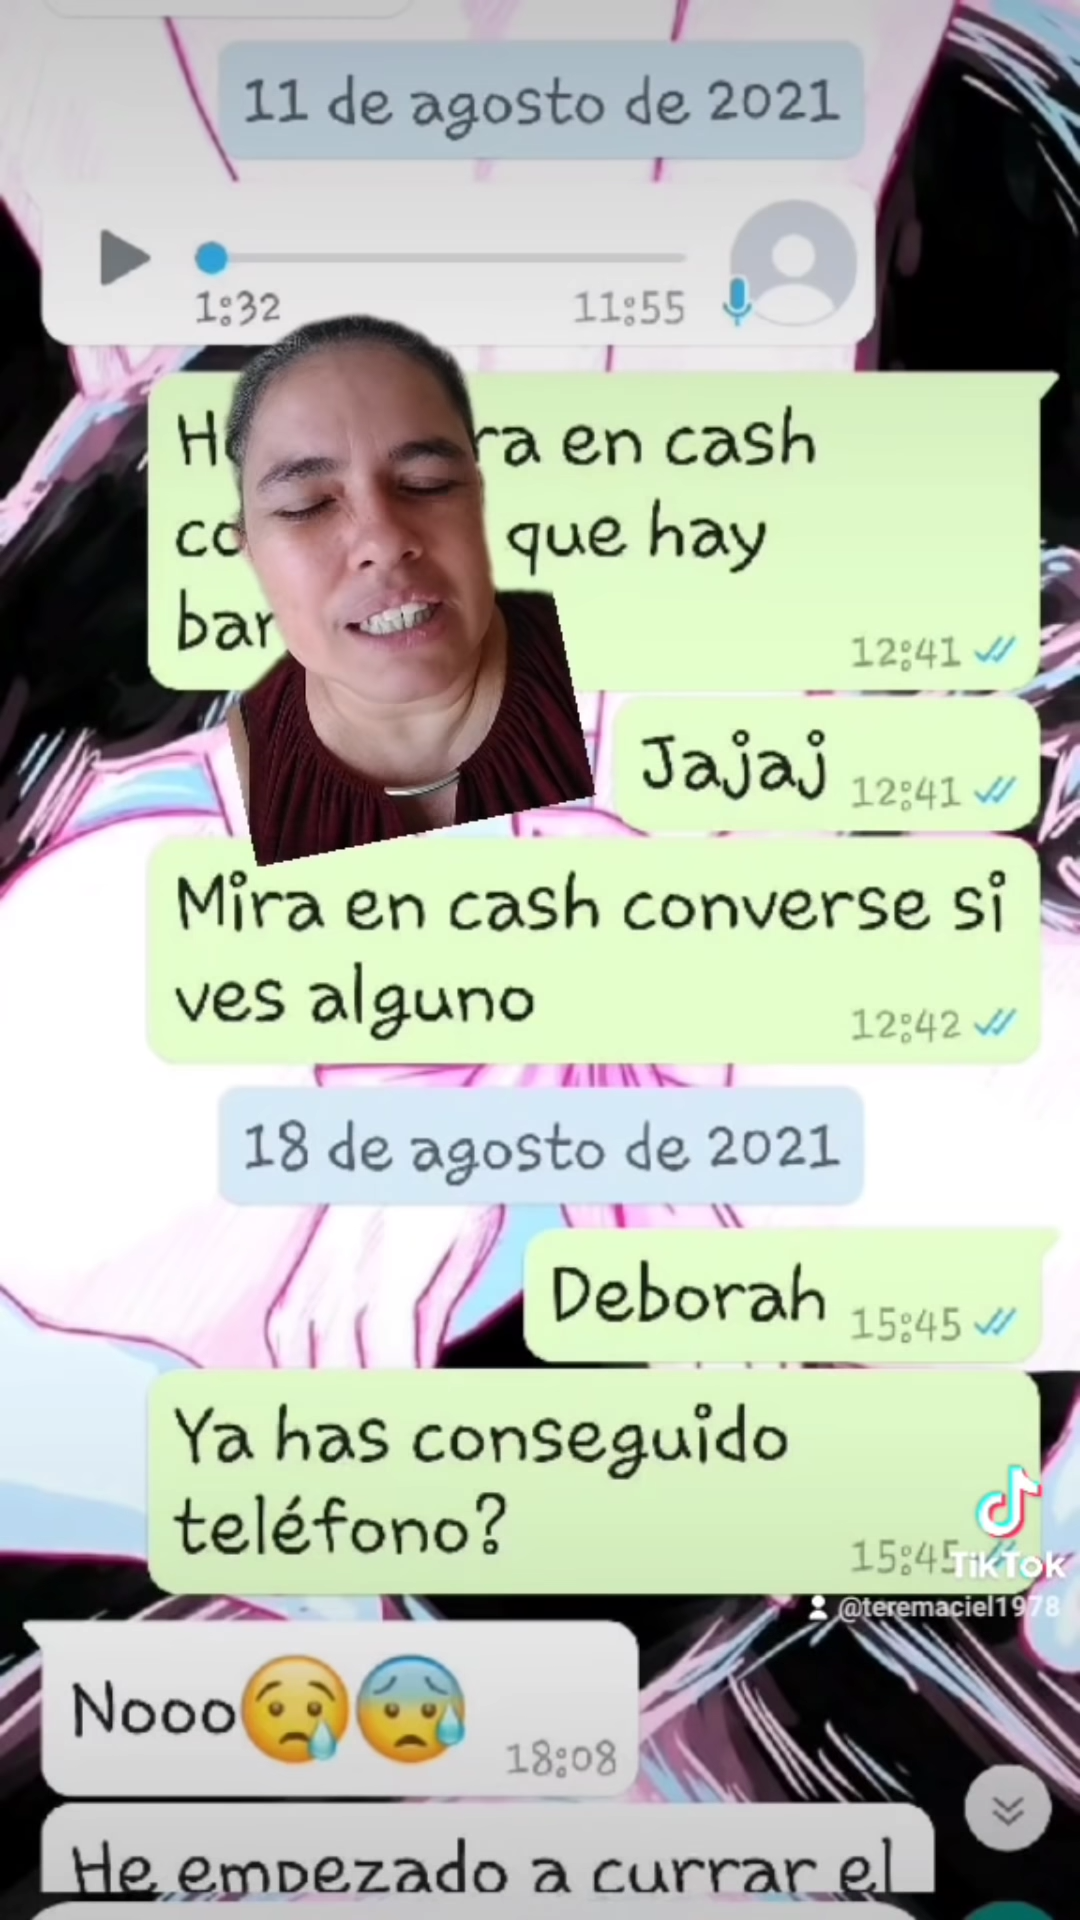 11 de agosto de 2021
1:32 11:55
ra en cash
que hay
12:41
Jajaj 12:41
Mira en cash converse si
ves alguno
12:42
18 de agosto de 2021
Deborah 15:45
Ya has conseguido
teléfono?
15:45
TikTok
@teremaciel1978
Nooo😢😰
18:08
He empezado a currar el